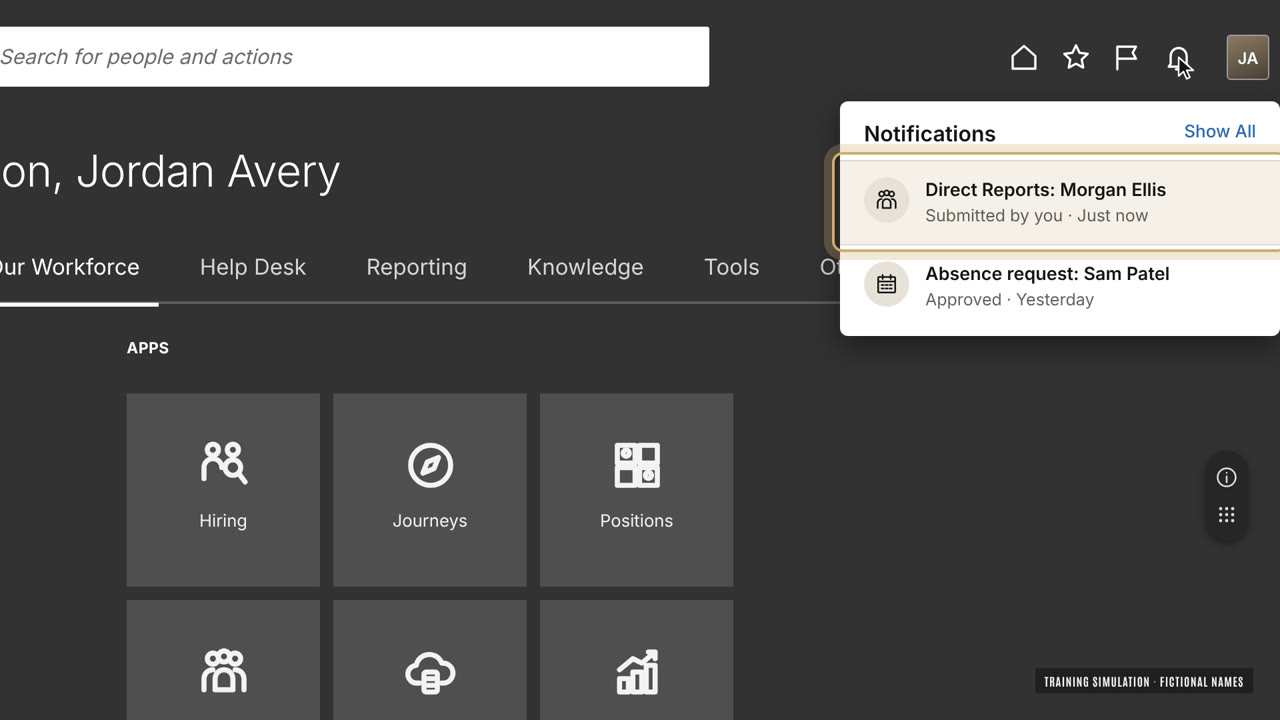 Search for people and actions
JA
Notifications
Show All
on, Jordan Avery
Direct Reports: Morgan Ellis
Submitted by you · Just now
Our Workforce
Help Desk
Reporting
Knowledge
Tools
Absence request: Sam Patel
Approved · Yesterday
APPS
Hiring
Journeys
Positions
TRAINING SIMULATION · FICTIONAL NAMES